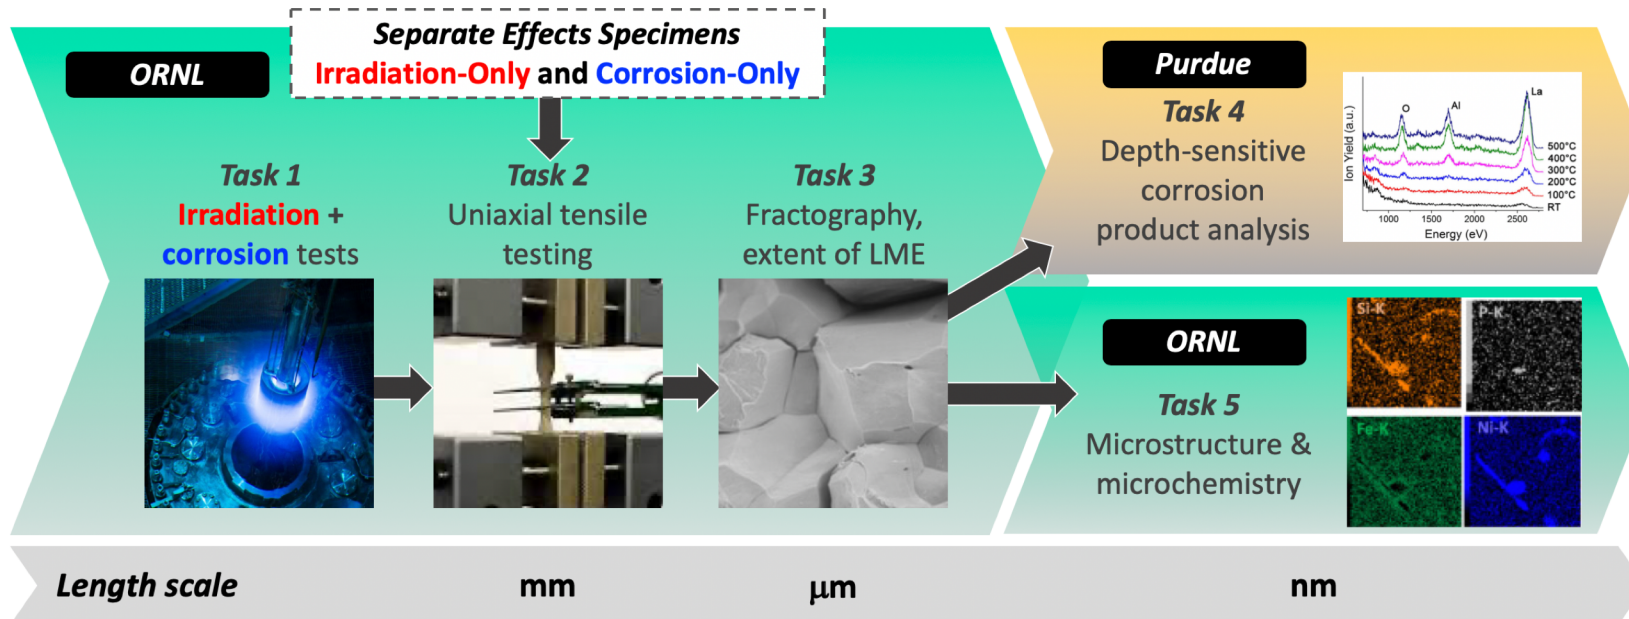 Separate Effects Specimens
Irradiation-Only and Corrosion-Only
ORNL
Task 1
Irradiation +
corrosion tests
Task 2
Uniaxial tensile
testing
Task 3
Fractography,
extent of LME
Purdue
Task 4
Depth-sensitive
corrosion
product analysis
Ion Yield (a.u.)
O
Al
La
500°C
400°C
300°C
200°C
100°C
RT
1000
1500
2000
2500
Energy (eV)
ORNL
Task 5
Microstructure &
microchemistry
Si-K
P-K
Fe-K
Ni-K
Length scale
mm
μm
nm